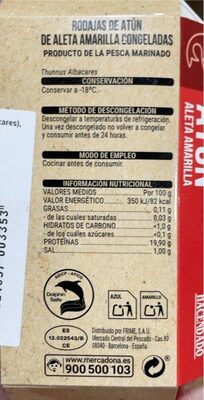 RODAJAS DE ATÚN
DE ALETA AMARILLA CONGELADAS
PRODUCTO DE LA PESCA MARINADO
Thunnus Albacares
CONSERVACIÓN
Conservar a -18°C.
MÉTODO DE DESCONGELACIÓN
Descongelar a temperaturas de refrigeración.
Una vez descongelado no volver a congelar
y consumir antes de 24 horas.
MODO DE EMPLEO
Cocinar antes de consumir.
INFORMACIÓN NUTRICIONAL
VALORES MEDIOS Por 100 g
VALOR ENERGÉTICO 350 kJ/82 kcal
GRASAS 0,11 g
-de las cuales saturadas 0,03 g
HIDRATOS DE CARBONO <1,0 g
-de los cuales azúcares <0,1 g
PROTEÍNAS 19,90 g
SAL 1,00 g
Dolphin
Safe
AZUL
AMARILLO
ES
12.022543/B
CE
Distribuido por FRIME, S.A.U.
Mercado Central del Pescado - Cas. 80
08040 - Barcelona - España
www.mercadona.es
900 500 103
ATÚN
ALETA AMARILLA
HACENDADO
cares),